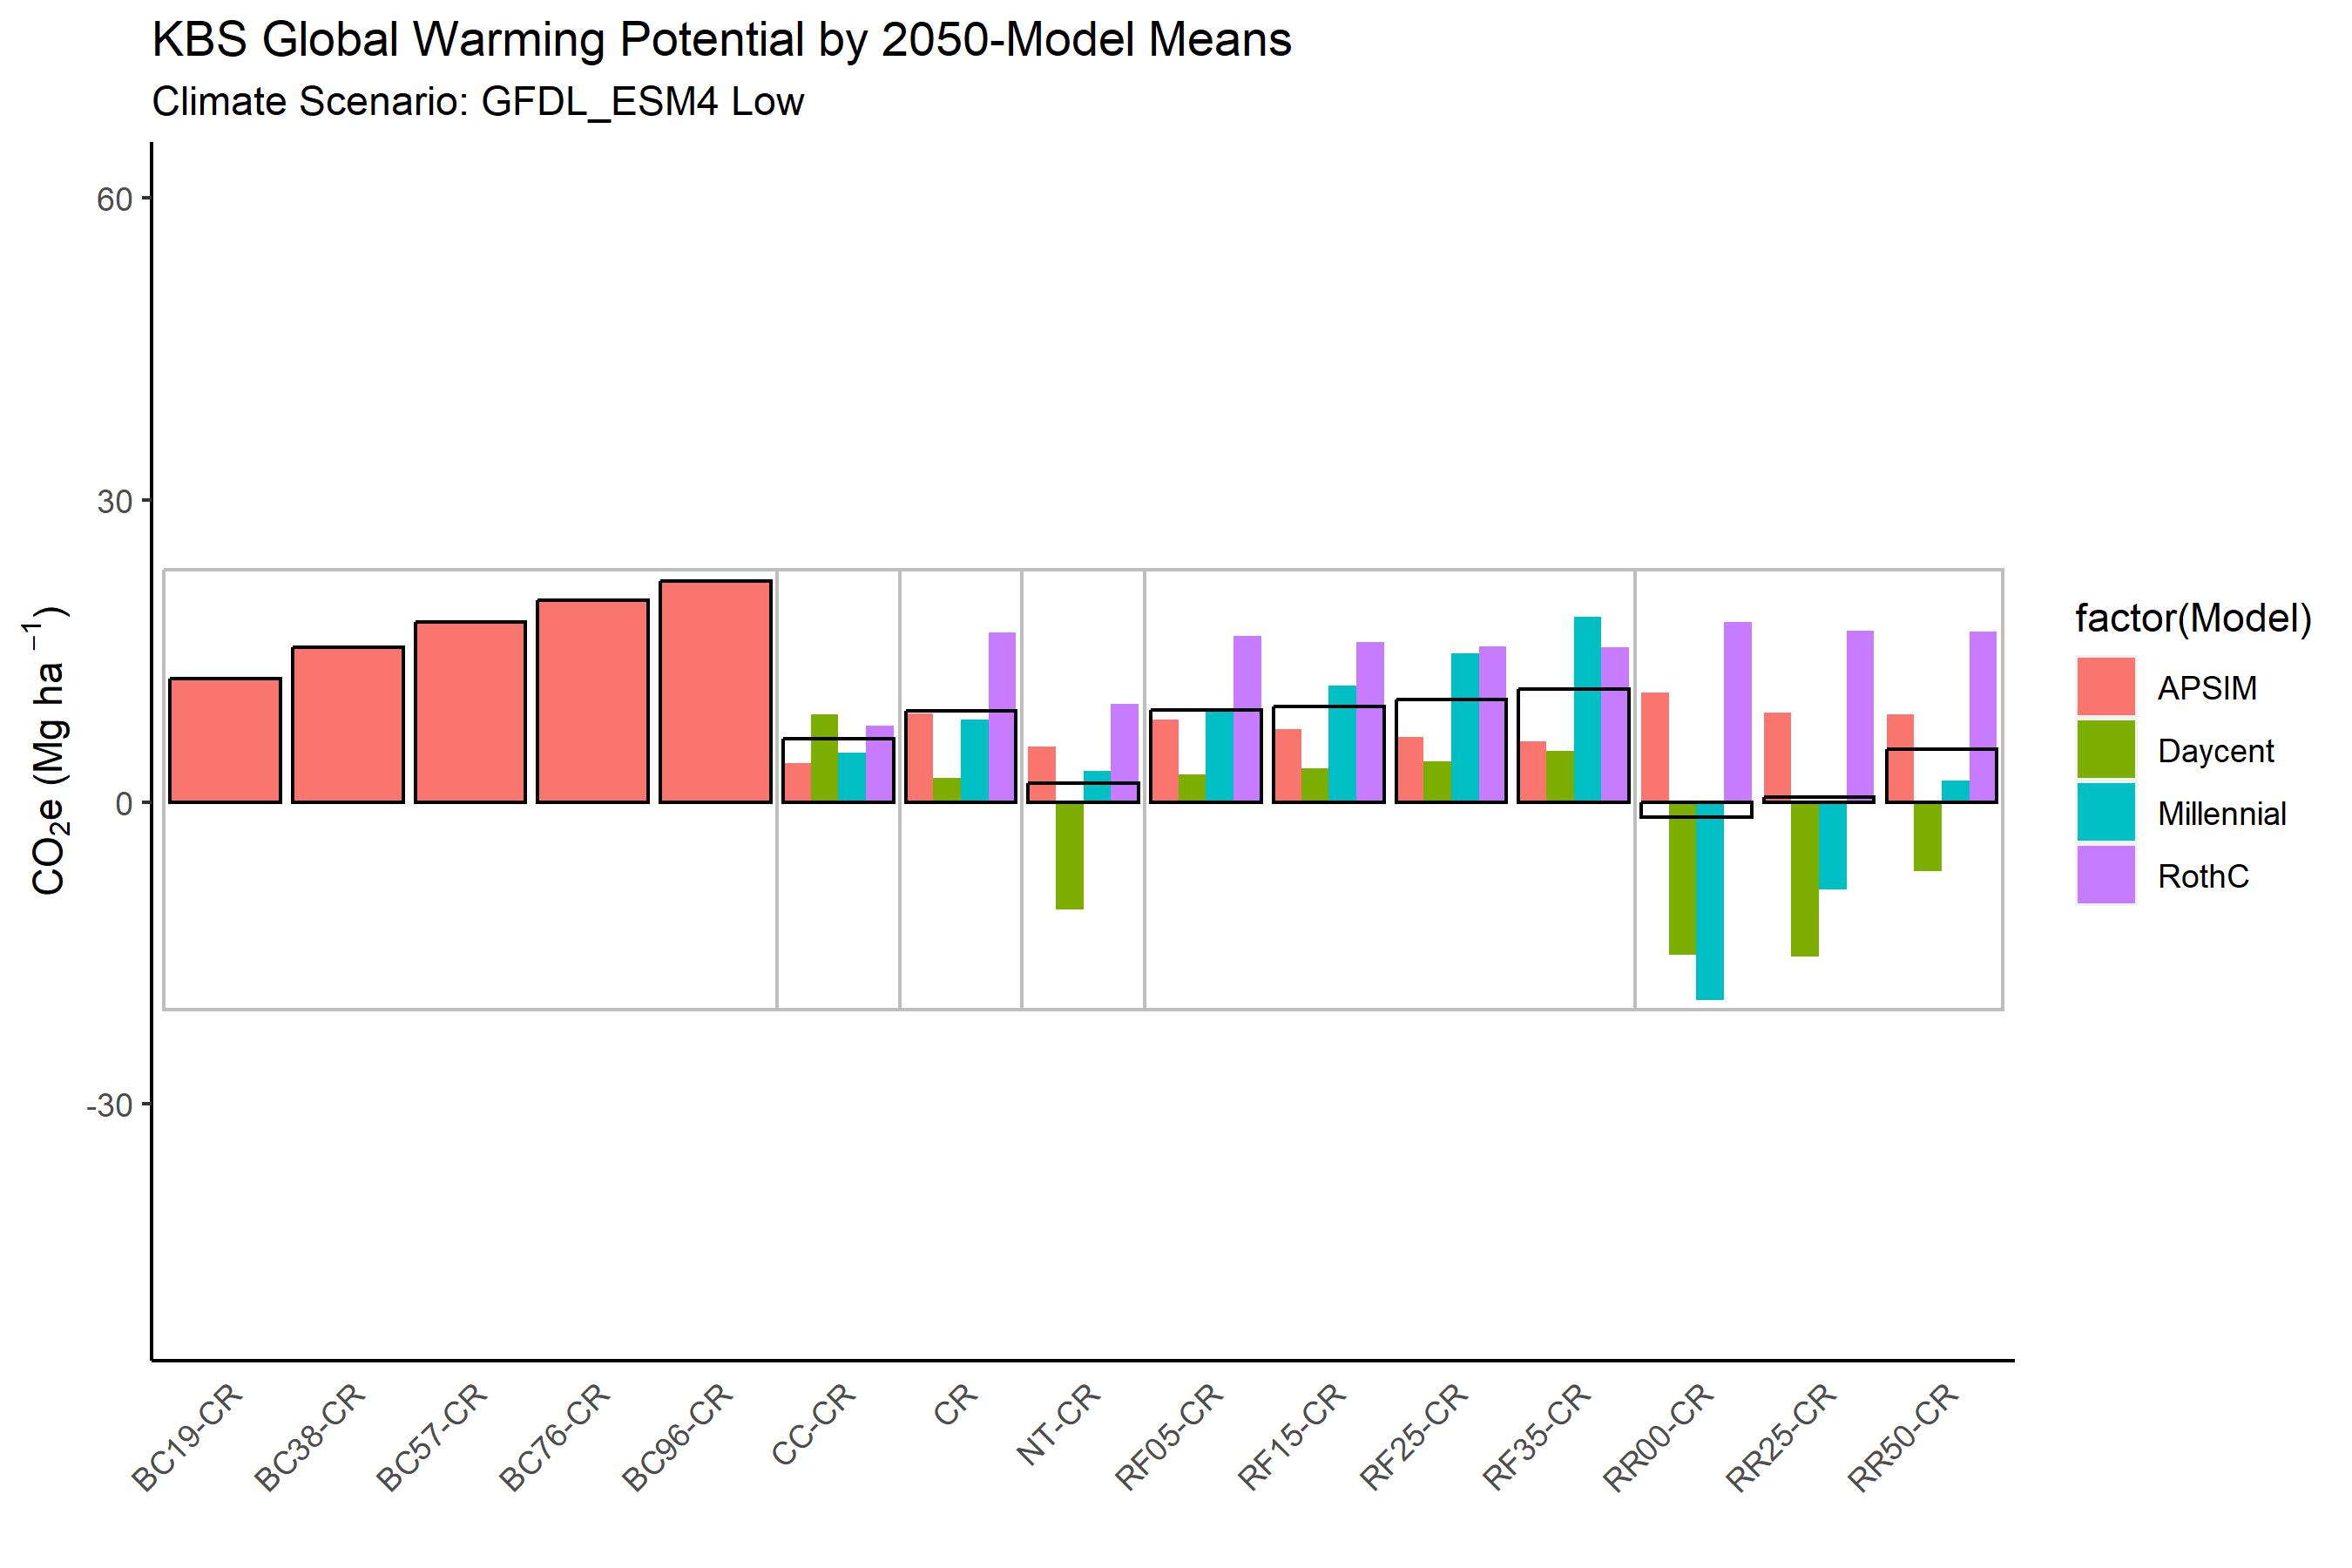 KBS Global Warming Potential by 2050-Model Means
Climate Scenario: GFDL_ESM4 Low
60
30
0
-30
CO₂e (Mg ha ⁻¹)
BC19-CR
BC38-CR
BC57-CR
BC76-CR
BC96-CR
CC-CR
CR
NT-CR
RF05-CR
RF15-CR
RF25-CR
RF35-CR
RR00-CR
RR25-CR
RR50-CR
factor(Model)
APSIM
Daycent
Millennial
RothC